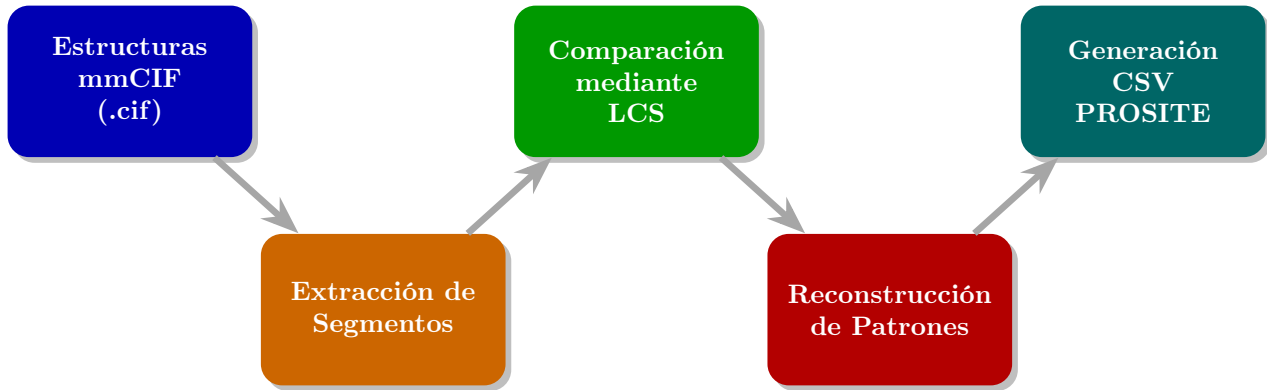 Estructuras
mmCIF
(.cif)
Extracción de
Segmentos
Comparación
mediante
LCS
Reconstrucción
de Patrones
Generación
CSV
PROSITE